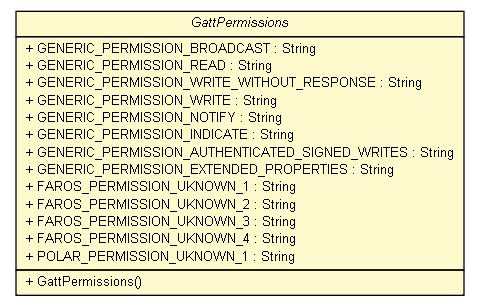 GattPermissions
+ GENERIC_PERMISSION_BROADCAST : String
+ GENERIC_PERMISSION_READ : String
+ GENERIC_PERMISSION_WRITE_WITHOUT_RESPONSE : String
+ GENERIC_PERMISSION_WRITE : String
+ GENERIC_PERMISSION_NOTIFY : String
+ GENERIC_PERMISSION_INDICATE : String
+ GENERIC_PERMISSION_AUTHENTICATED_SIGNED_WRITES : String
+ GENERIC_PERMISSION_EXTENDED_PROPERTIES : String
+ FAROS_PERMISSION_UKNOWN_1 : String
+ FAROS_PERMISSION_UKNOWN_2 : String
+ FAROS_PERMISSION_UKNOWN_3 : String
+ FAROS_PERMISSION_UKNOWN_4 : String
+ POLAR_PERMISSION_UKNOWN_1 : String
+ GattPermissions()